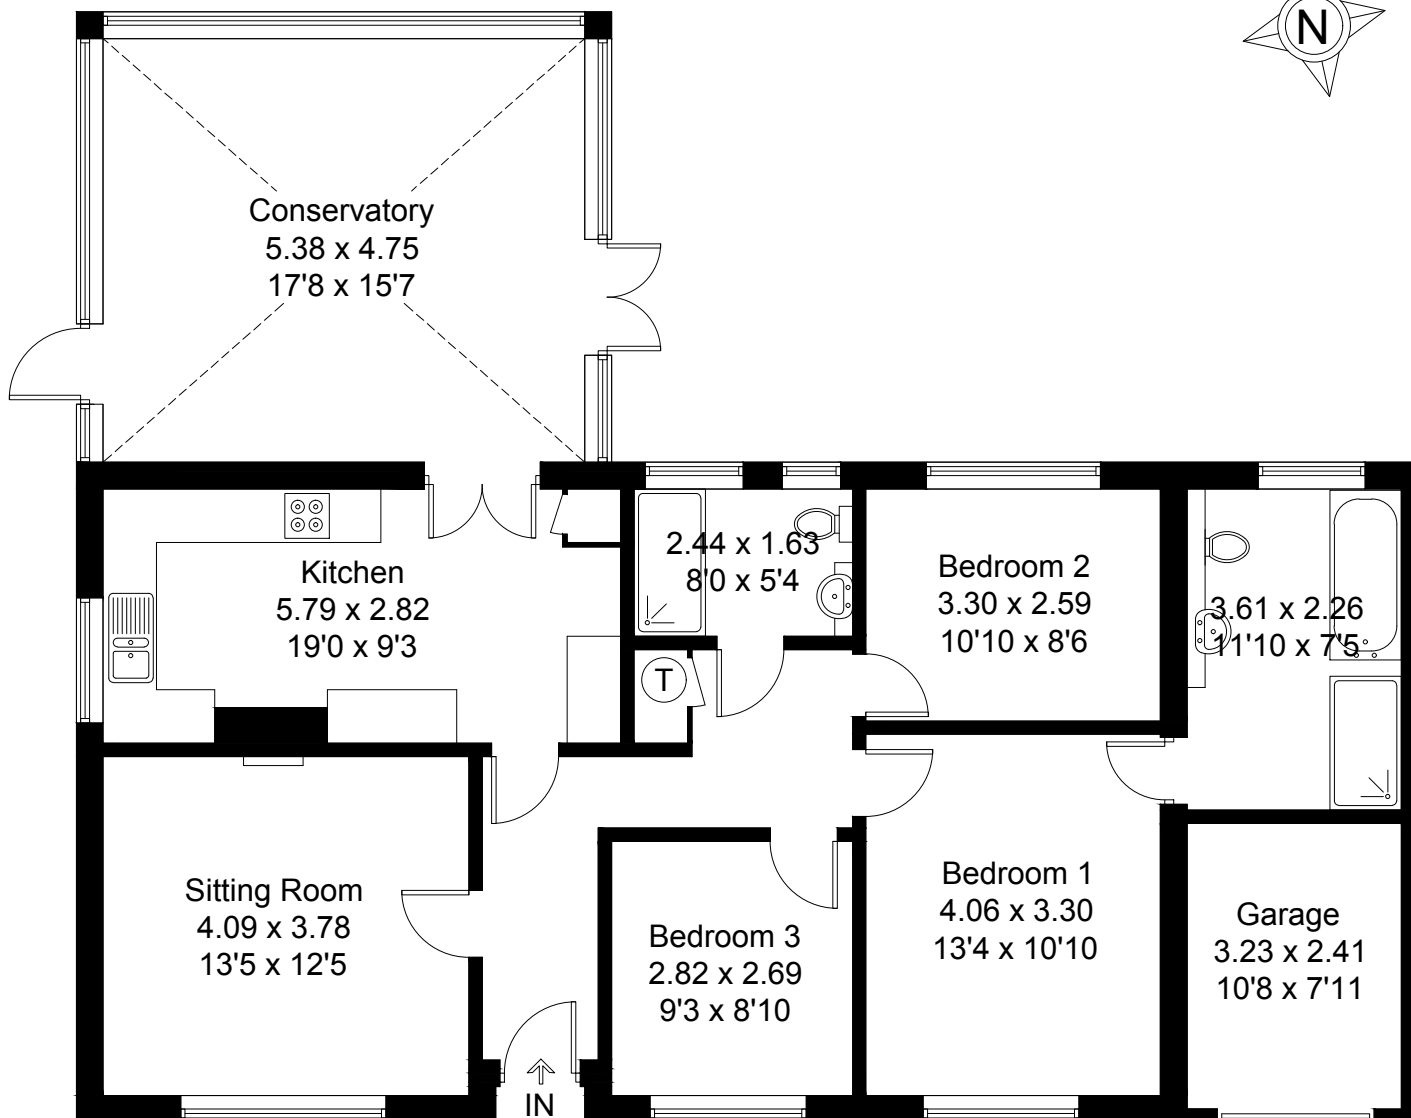 N
Conservatory
5.38 x 4.75
17'8 x 15'7
2.44 x 1.63
8'0 x 5'4
Kitchen
5.79 x 2.82
19'0 x 9'3
Bedroom 2
3.30 x 2.59
10'10 x 8'6
3.61 x 2.26
11'10 x 7'5
T
Sitting Room
4.09 x 3.78
13'5 x 12'5
Bedroom 3
2.82 x 2.69
9'3 x 8'10
Bedroom 1
4.06 x 3.30
13'4 x 10'10
Garage
3.23 x 2.41
10'8 x 7'11
IN